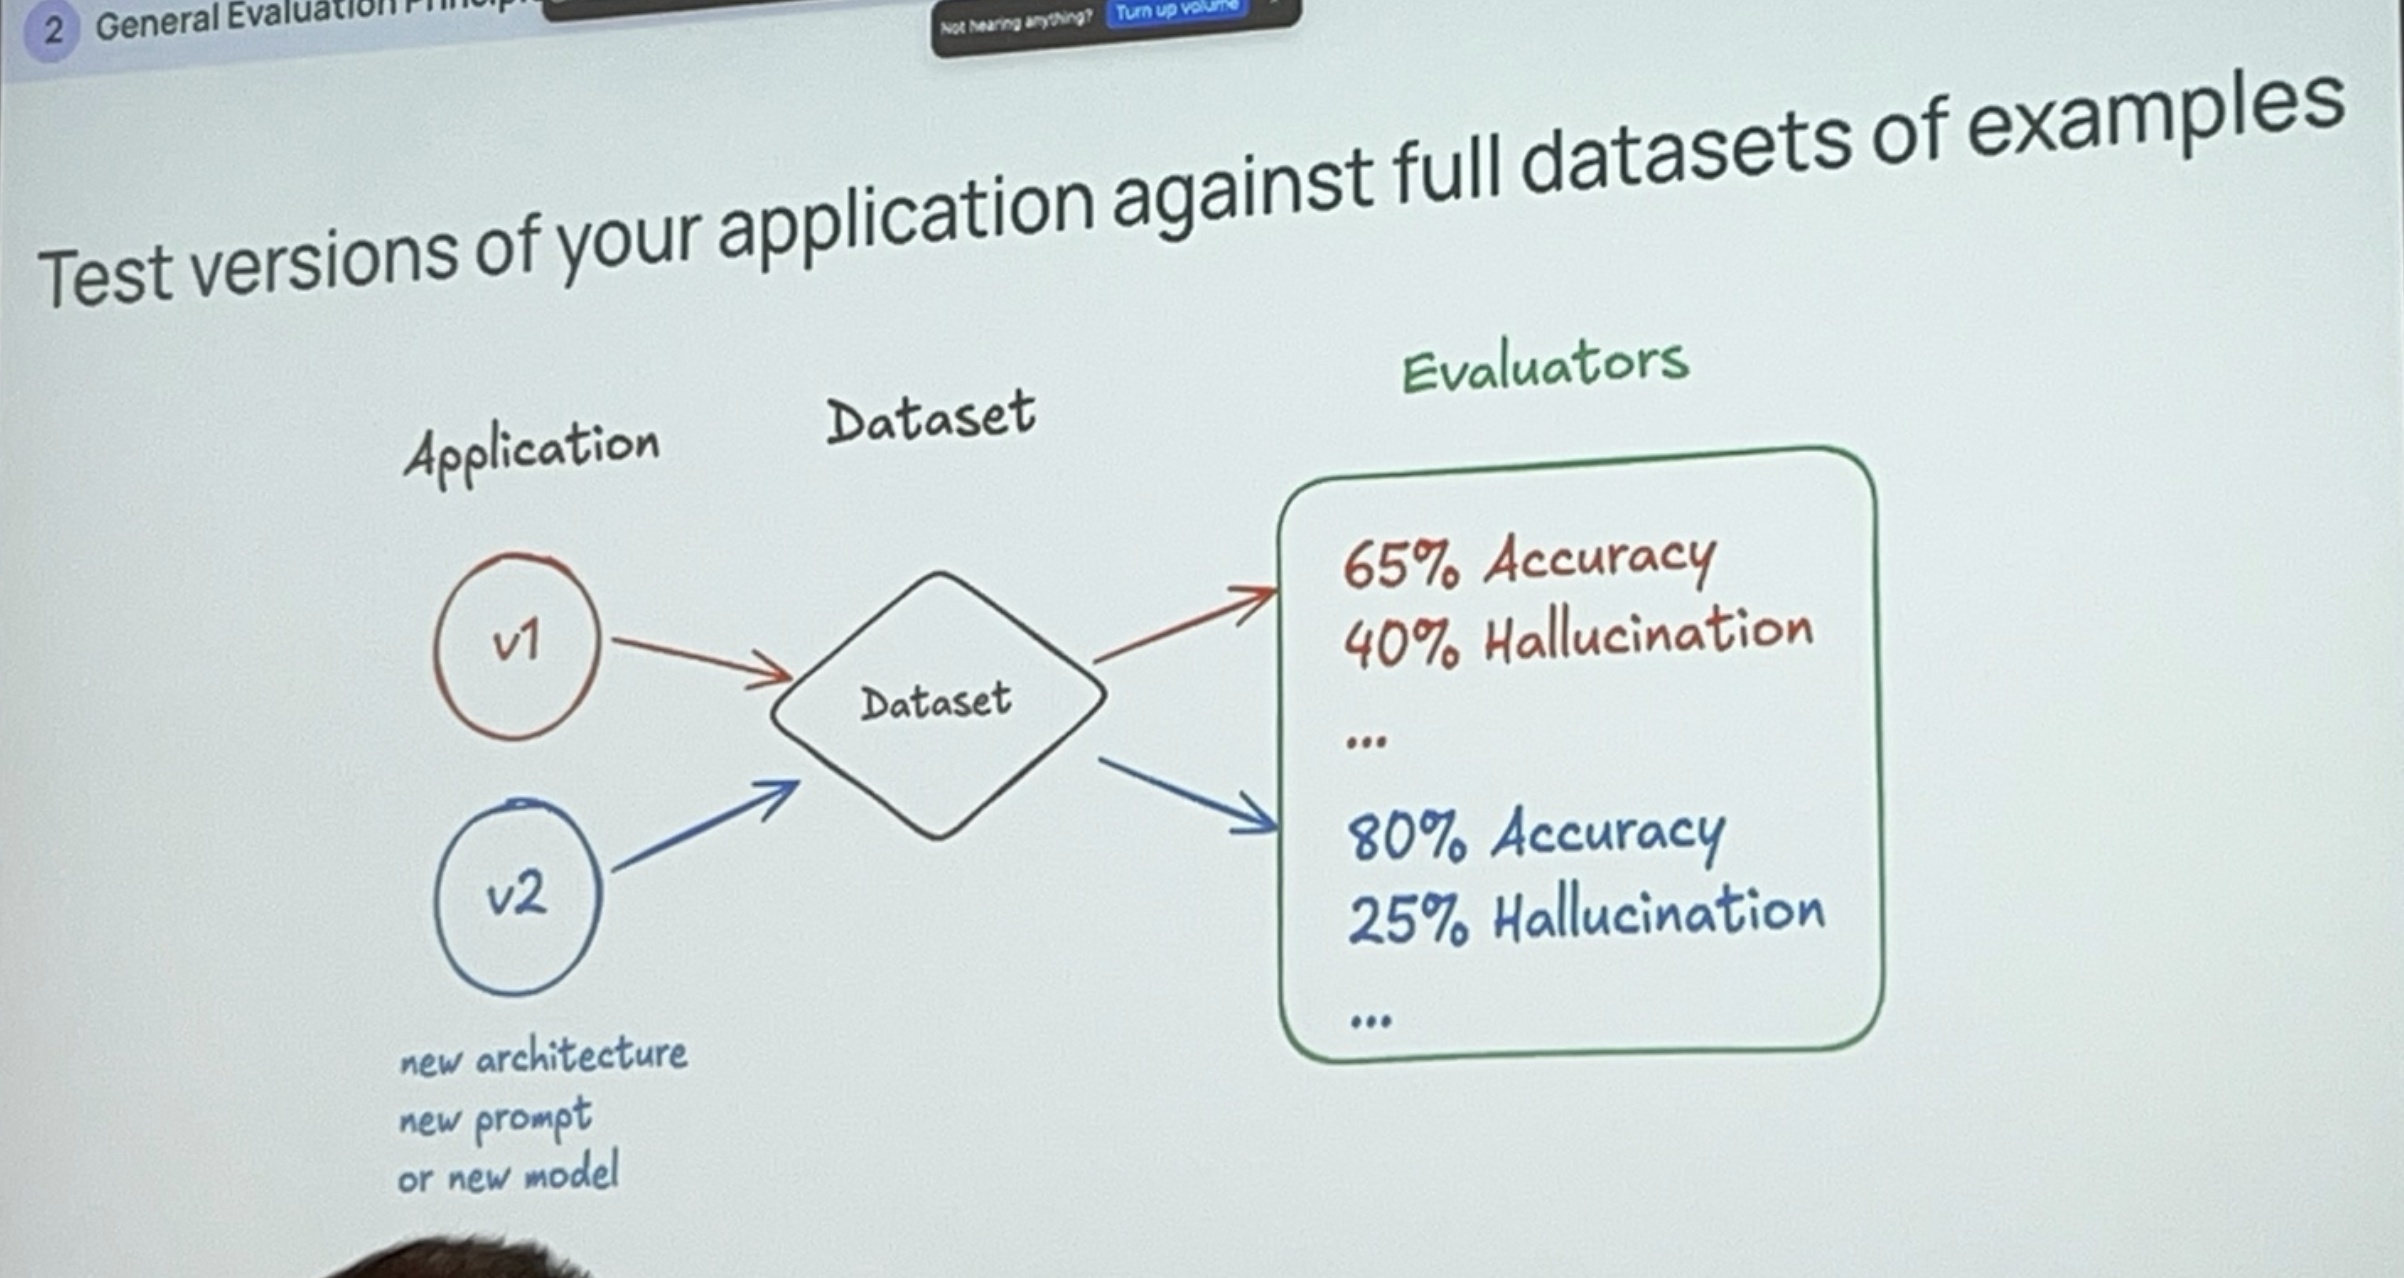 2 General Evaluation
Not hearing anything? Turn up volume
Test versions of your application against full datasets of examples
Application
Dataset
Evaluators
v1
Dataset
65% Accuracy
40% Hallucination
...
v2
80% Accuracy
25% Hallucination
...
new architecture
new prompt
or new model